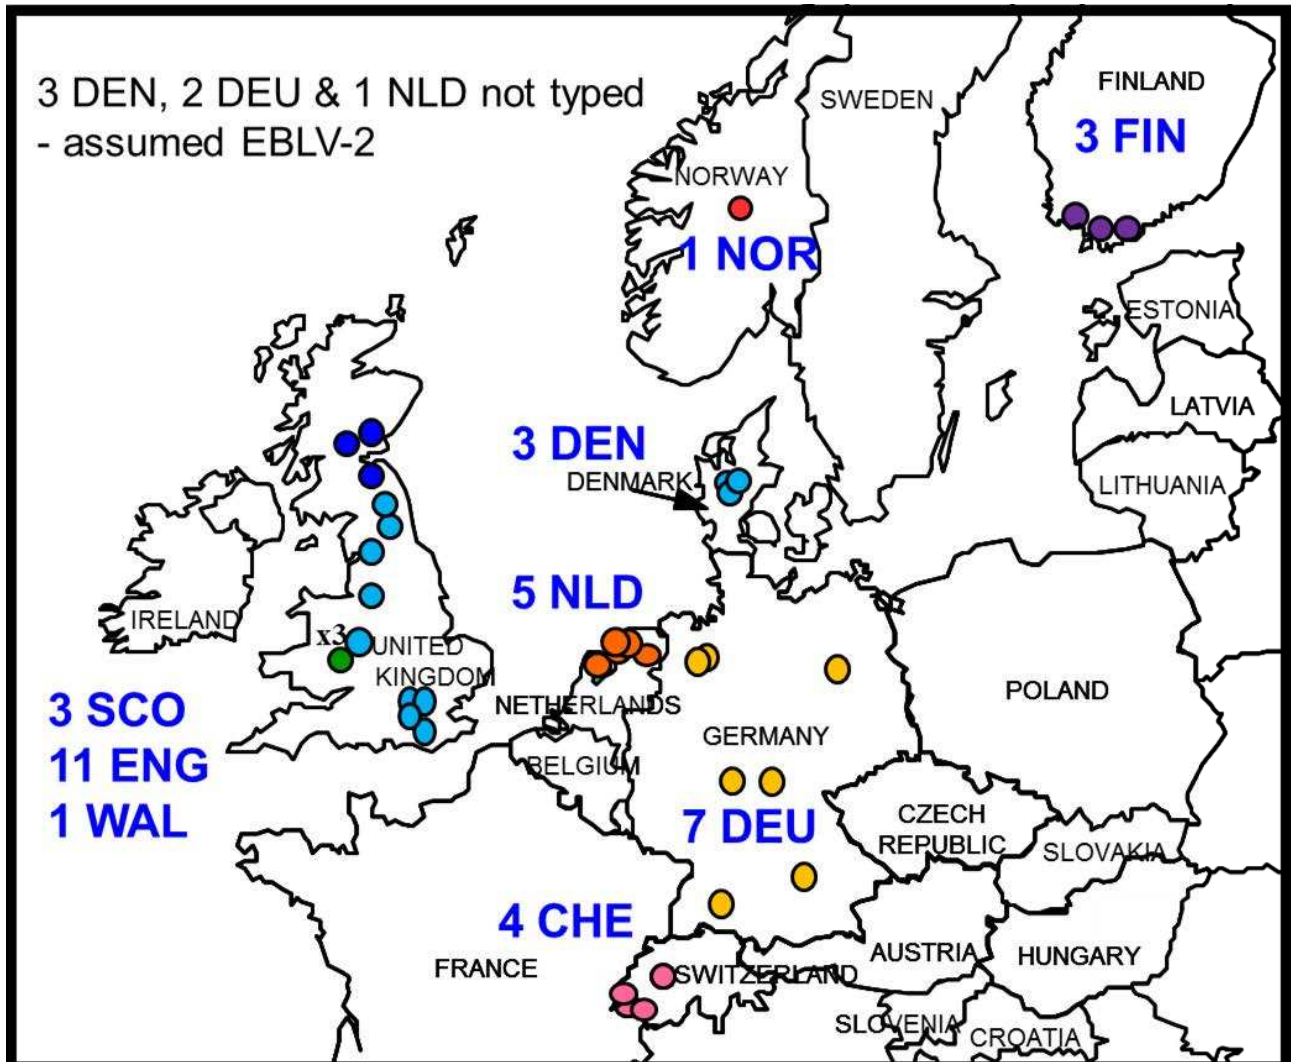 3 DEN, 2 DEU & 1 NLD not typed
- assumed EBLV-2
FINLAND
3 FIN
SWEDEN
NORWAY
1 NOR
ESTONIA
LATVIA
LITHUANIA
3 DEN
DENMARK
5 NLD
IRELAND
x3
UNITED
KINGDOM
NETHERLANDS
3 SCO
11 ENG
1 WAL
BELGIUM
GERMANY
7 DEU
POLAND
CZECH
REPUBLIC
SLOVAKIA
4 CHE
FRANCE
SWITZERLAND
AUSTRIA
HUNGARY
SLOVENIA
CROATIA